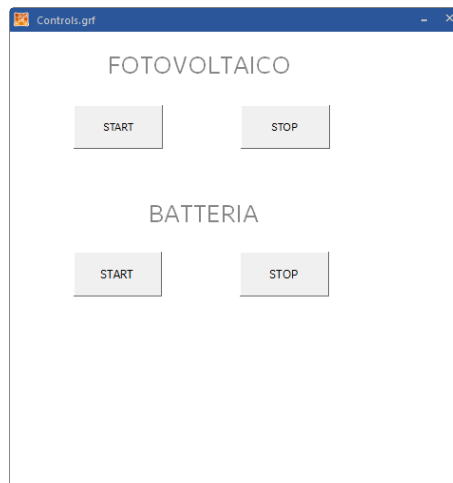 Controls.grf
FOTOVOLTAICO
START STOP
BATTERIA
START STOP